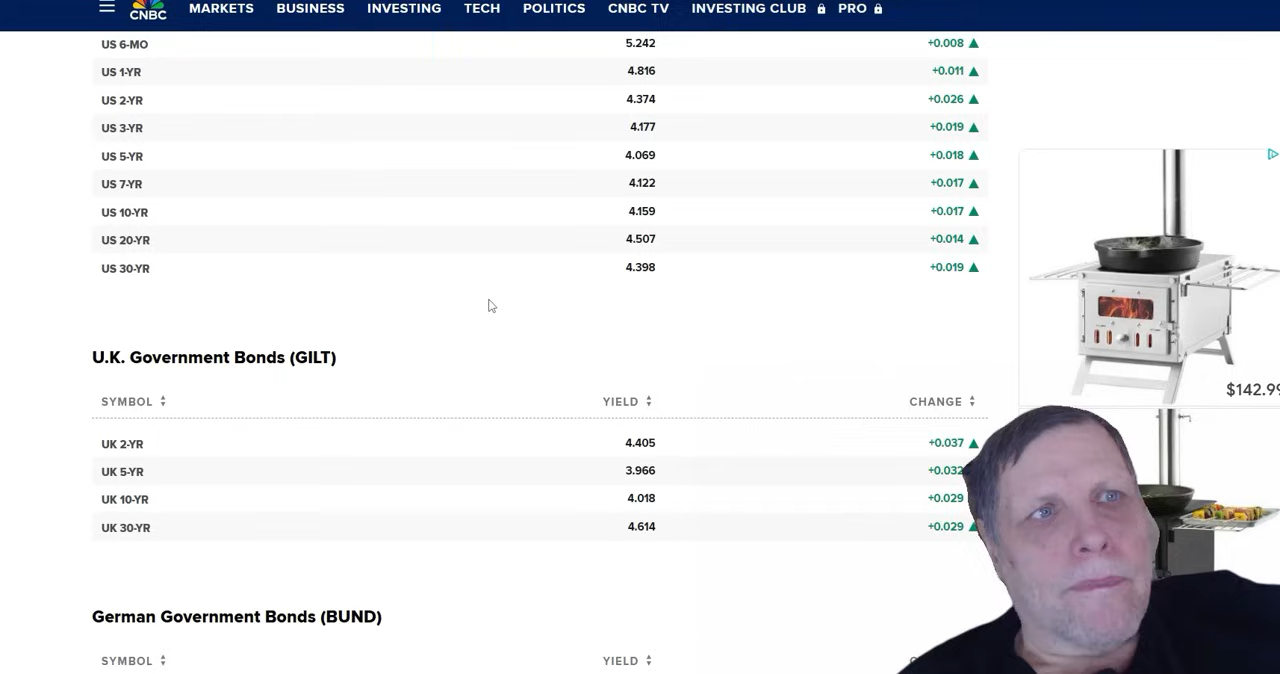 CNBC MARKETS BUSINESS INVESTING TECH POLITICS CNBC TV INVESTING CLUB PRO
US 6-MO 5.242 +0.008
US 1-YR 4.816 +0.011
US 2-YR 4.374 +0.026
US 3-YR 4.177 +0.019
US 5-YR 4.069 +0.018
US 7-YR 4.122 +0.017
US 10-YR 4.159 +0.017
US 20-YR 4.507 +0.014
US 30-YR 4.398 +0.019
$142.99
U.K. Government Bonds (GILT)
SYMBOL YIELD CHANGE
UK 2-YR 4.405 +0.037
UK 5-YR 3.966 +0.032
UK 10-YR 4.018 +0.029
UK 30-YR 4.614 +0.029
German Government Bonds (BUND)
SYMBOL YIELD